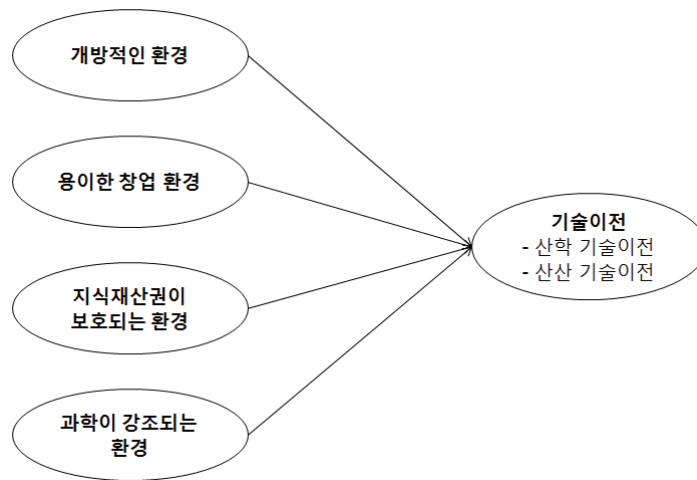 개방적인 환경
용이한 창업 환경
지식재산권이
보호되는 환경
과학이 강조되는
환경
기술이전
- 산학 기술이전
- 산산 기술이전